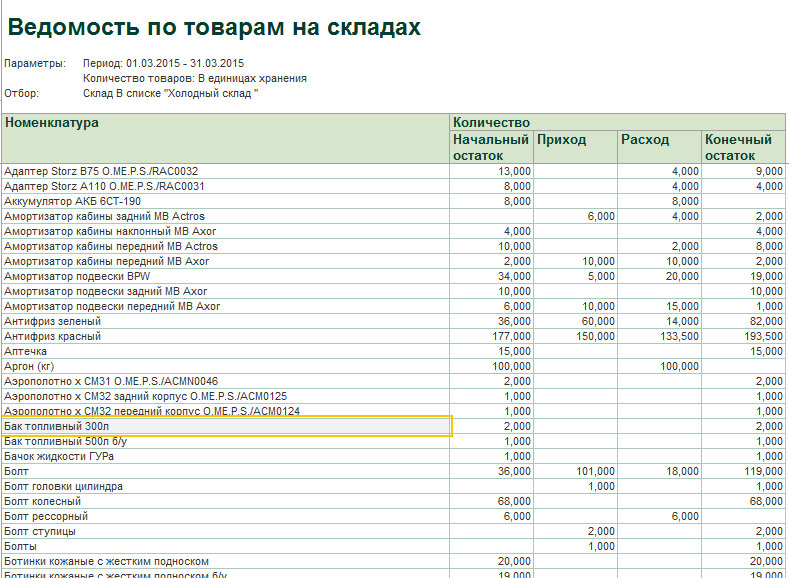 Ведомость по товарам на складах
Параметры: Период: 01.03.2015 - 31.03.2015
Количество товаров: В единицах хранения
Отбор: Склад В списке "Холодный склад "
Номенклатура Количество
Начальный остаток Приход Расход Конечный остаток
Адаптер Storz B75 O.ME.P.S./RAC0032 13,000 4,000 9,000
Адаптер Storz А110 O.ME.P.S./RAC0031 8,000 4,000 4,000
Аккумулятор АКБ 6СТ-190 8,000 8,000
Амортизатор кабины задний MB Actros 6,000 4,000 2,000
Амортизатор кабины наклонный MB Axor 4,000 4,000
Амортизатор кабины передний MB Actros 10,000 2,000 8,000
Амортизатор кабины передний MB Axor 2,000 10,000 10,000 2,000
Амортизатор подвески BPW 34,000 5,000 20,000 19,000
Амортизатор подвески задний MB Axor 10,000 10,000
Амортизатор подвески передний MB Axor 6,000 10,000 15,000 1,000
Антифриз зеленый 36,000 60,000 14,000 82,000
Антифриз красный 177,000 150,000 133,500 193,500
Аптечка 15,000 15,000
Аргон (кг) 100,000 100,000
Аэрополотно х СМ31 O.ME.P.S./ACMN0046 2,000 2,000
Аэрополотно х СМ32 задний корпус O.ME.P.S./ACM0125 1,000 1,000
Аэрополотно х СМ32 передний корпус O.ME.P.S./ACM0124 1,000 1,000
Бак топливный 300л 2,000 2,000
Бак топливный 500л б/у 1,000 1,000
Бачок жидкости ГУРа 1,000 1,000
Болт 36,000 101,000 18,000 119,000
Болт головки цилиндра 1,000 1,000
Болт колесный 68,000 68,000
Болт рессорный 6,000 6,000
Болт ступицы 2,000 2,000
Болты 1,000 1,000
Ботинки кожаные с жестким подноском 20,000 20,000
Ботинки кожаные с жестким подноском б/у 19,000 19,000